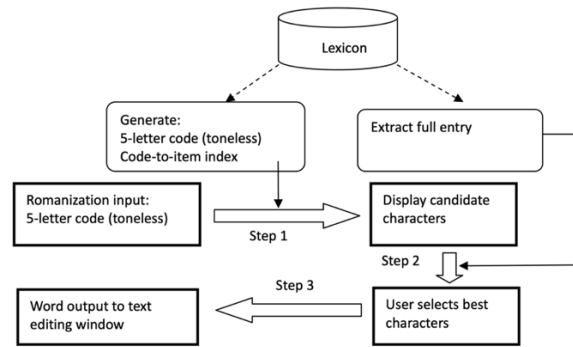 Lexicon
Generate:
5-letter code (toneless)
Code-to-item index
Extract full entry
Romanization input:
5-letter code (toneless)
Step 1
Display candidate
characters
Step 2
Step 3
Word output to text
editing window
User selects best
characters